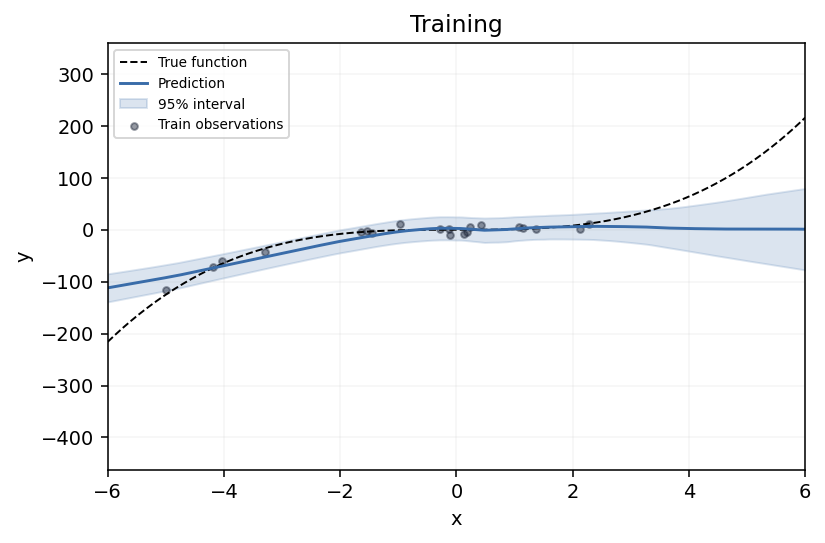 Training
True function
Prediction
95% interval
Train observations
300
200
100
0
−100
−200
−300
−400
y
−6
−4
−2
0
2
4
6
x